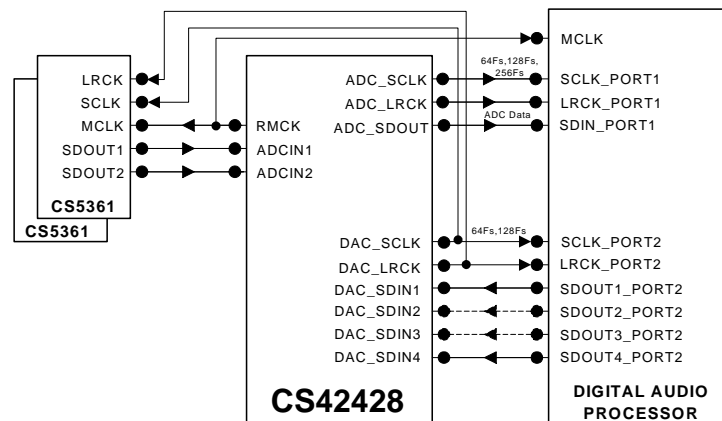 LRCK
SCLK
MCLK
SDOUT1
SDOUT2
CS5361
CS5361
RMCK
ADCIN1
ADCIN2
ADC_SCLK
ADC_LRCK
ADC_SDOUT
DAC_SCLK
DAC_LRCK
DAC_SDIN1
DAC_SDIN2
DAC_SDIN3
DAC_SDIN4
CS42428
64Fs,128Fs,
256Fs
ADC Data
64Fs,128Fs
MCLK
SCLK_PORT1
LRCK_PORT1
SDIN_PORT1
SCLK_PORT2
LRCK_PORT2
SDOUT1_PORT2
SDOUT2_PORT2
SDOUT3_PORT2
SDOUT4_PORT2
DIGITAL AUDIO
PROCESSOR